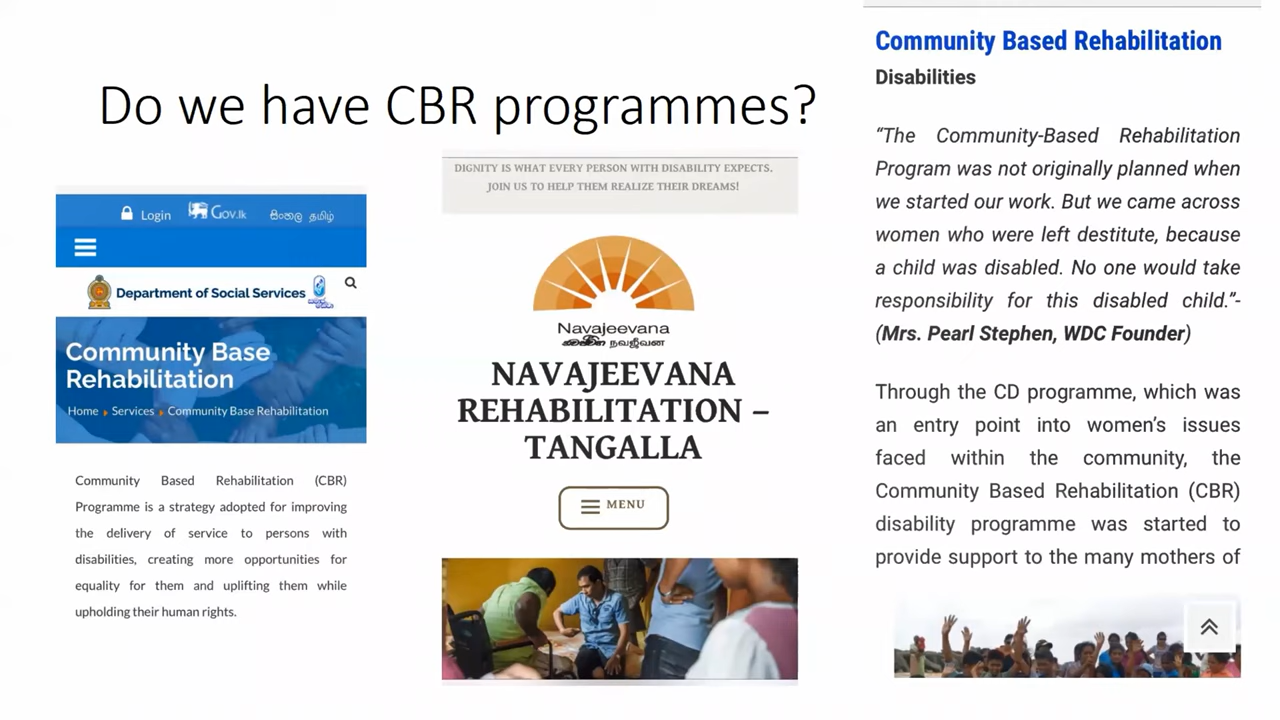 Do we have CBR programmes?
Login
Gov.lk
සිංහල தமிழ்
Department of Social Services
Community Base
Rehabilitation
Home Services Community Base Rehabilitation
Community Based Rehabilitation (CBR)
Programme is a strategy adopted for improving
the delivery of service to persons with
disabilities, creating more opportunities for
equality for them and uplifting them while
upholding their human rights.
DIGNITY IS WHAT EVERY PERSON WITH DISABILITY EXPECTS.
JOIN US TO HELP THEM REALIZE THEIR DREAMS!
Navajeevana
நவஜீவன
NAVAJEEVANA
REHABILITATION –
TANGALLA
MENU
Community Based Rehabilitation
Disabilities
“The Community-Based Rehabilitation
Program was not originally planned when
we started our work. But we came across
women who were left destitute, because
a child was disabled. No one would take
responsibility for this disabled child.”-
(Mrs. Pearl Stephen, WDC Founder)
Through the CD programme, which was
an entry point into women’s issues
faced within the community, the
Community Based Rehabilitation (CBR)
disability programme was started to
provide support to the many mothers of